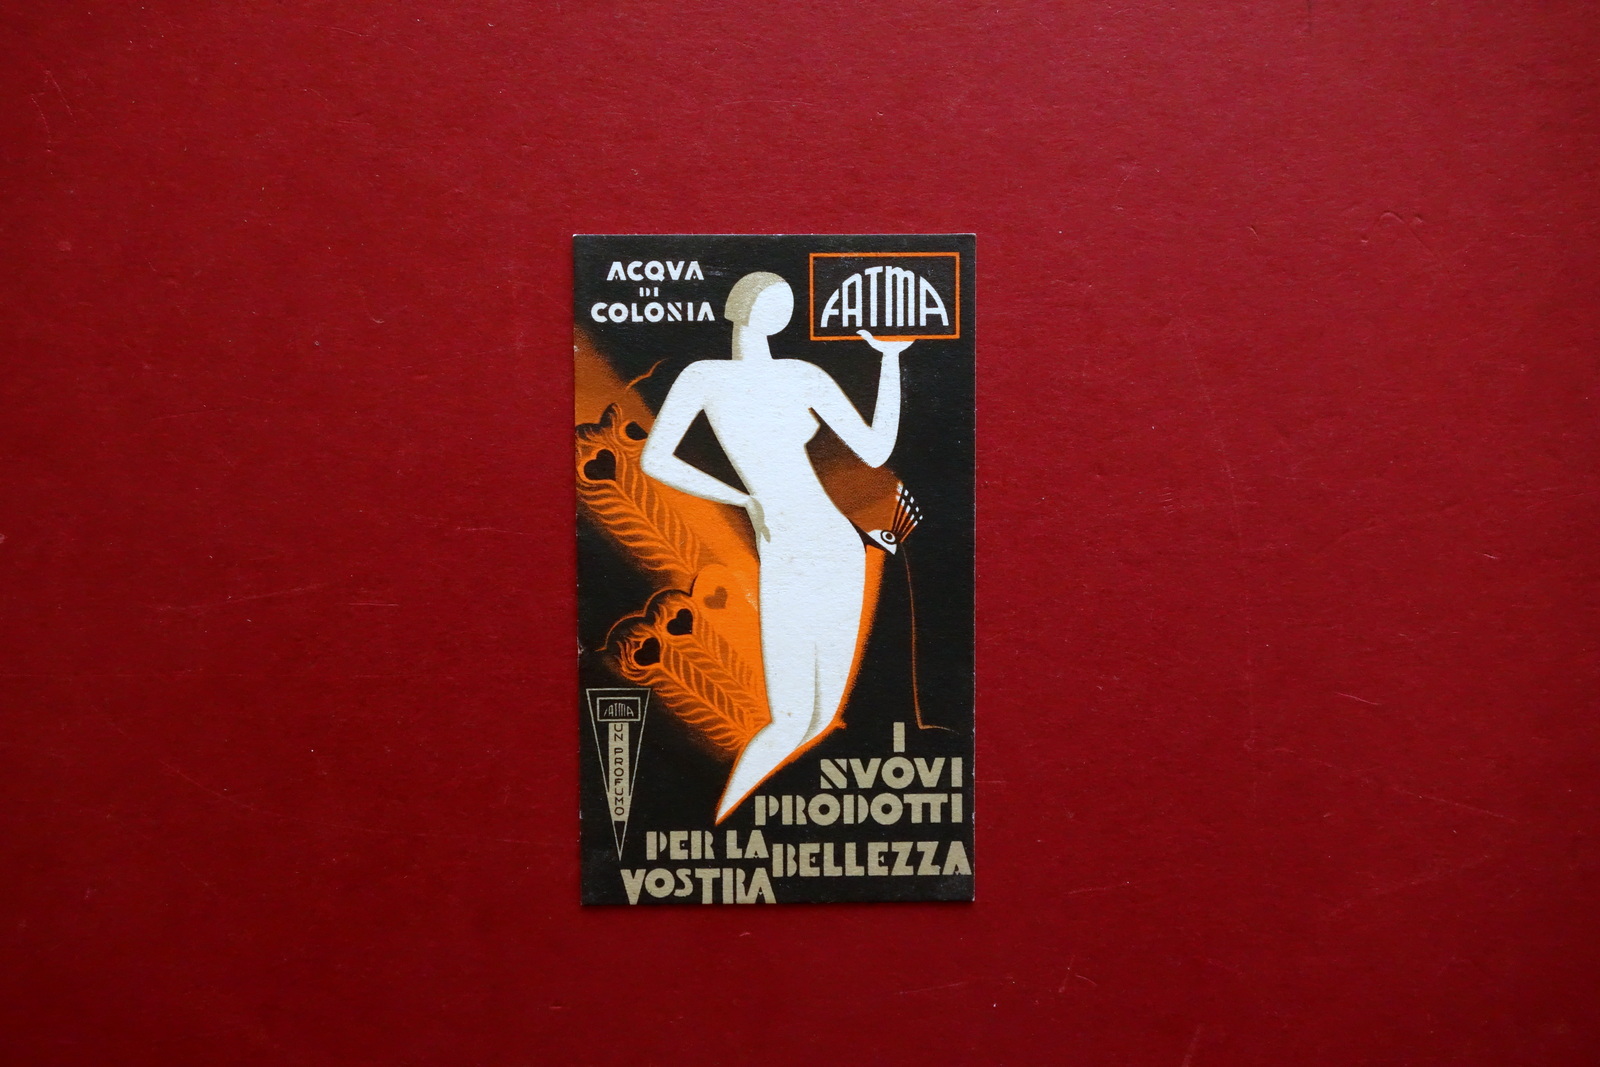 ACQVA
DI
COLONIA
FATMA
FATMA
UN PROFUMO
I
NVOVI
PRODOTTI
PER LA
VOSTRA
BELLEZZA